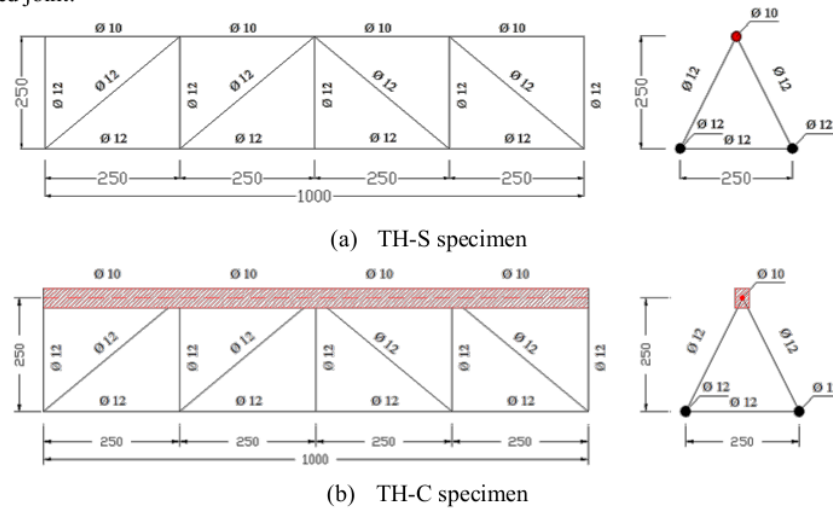 Ø 10 Ø 10 Ø 10 Ø 10 Ø 10
250 Ø 12 Ø 12 Ø 12 Ø 12 Ø 12 Ø 12 Ø 12 Ø 12 Ø 12 250 Ø 12 Ø 12
Ø 12 Ø 12 Ø 12 Ø 12 Ø 12 Ø 12
250 250 250 250 250
1000
(a) TH-S specimen
Ø 10 Ø 10 Ø 10 Ø 10 Ø 10
250 Ø 12 Ø 12 Ø 12 Ø 12 Ø 12 Ø 12 Ø 12 Ø 12 Ø 12 250 Ø 12 Ø 12
Ø 12 Ø 12 Ø 12 Ø 12 Ø 12 Ø 12
250 250 250 250 250
1000
(b) TH-C specimen